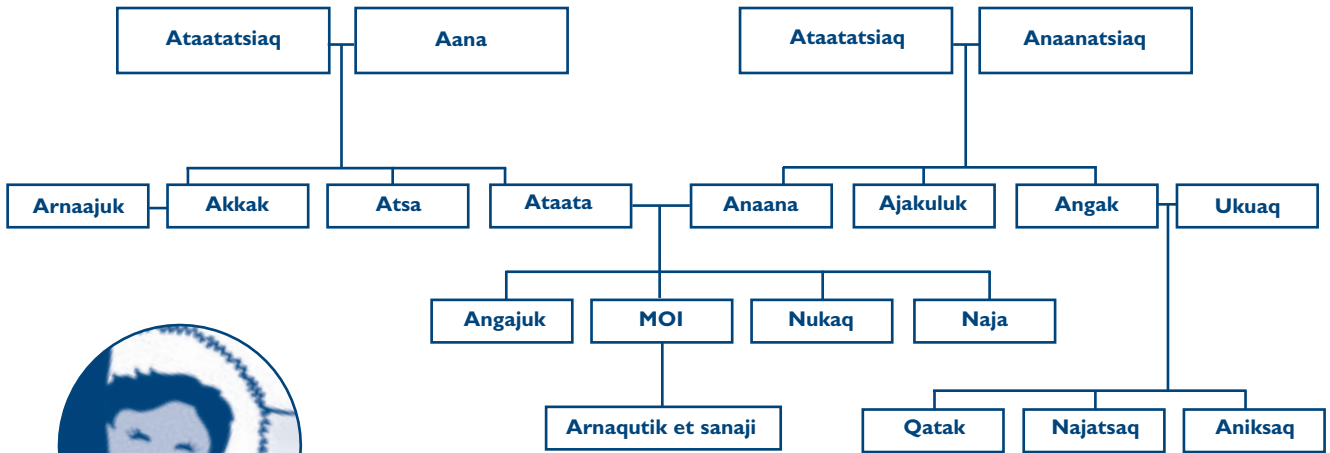 Ataatatsiaq Aana Ataatatsiaq Anaanatsiaq
Arnaajuk Akkak Atsa Ataata Anaana Ajakuluk Angak Ukuaq
Angajuk MOI Nukaq Naja
Arnaqutik et sanaji Qatak Najatsaq Aniksaq